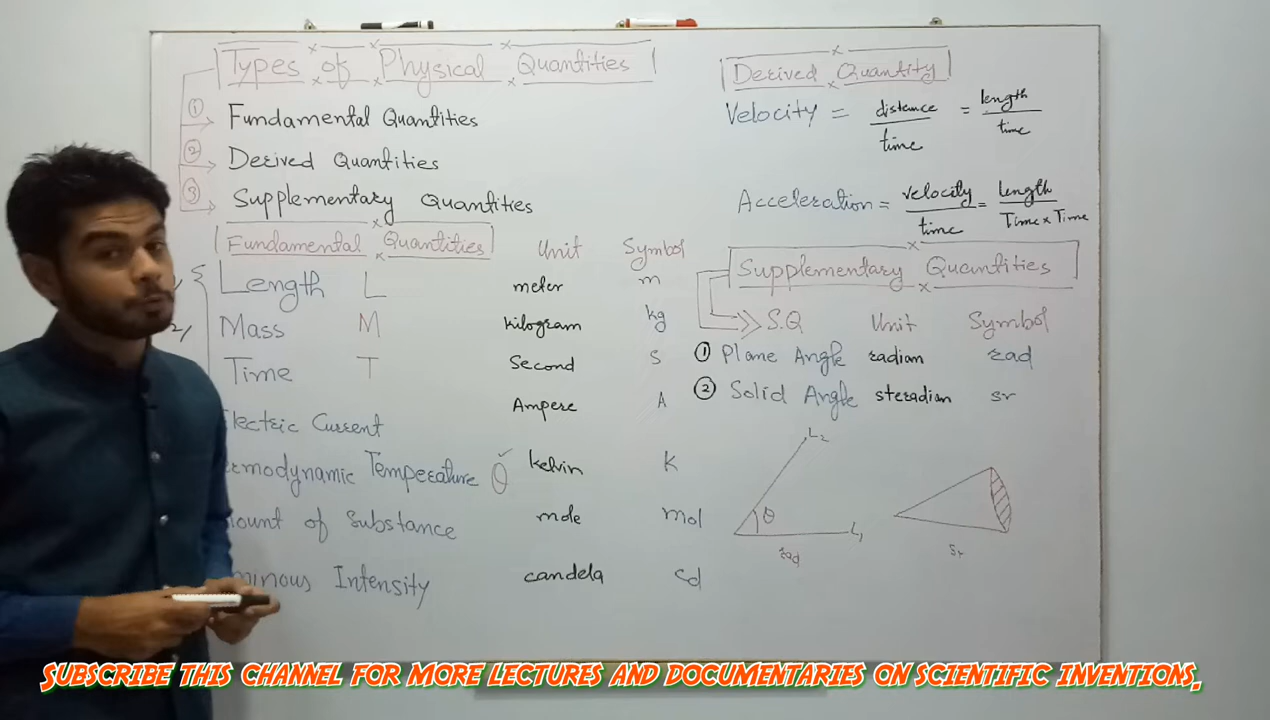 Types of Physical Quantities
1 Fundamental Quantities
2 Derived Quantities
3 Supplementary Quantities
Fundamental Quantities Unit Symbol
Length L meter m
Mass M kilogram kg
Time T Second s
lectric Current Ampere A
rmodynamic Temperature θ kelvin K
mount of Substance mole mol
minous Intensity candela cd
Derived Quantity
Velocity = distance/time = length/time
Acceleration = velocity/time = length/Time × Time
Supplementary Quantities
S.Q Unit Symbol
1 Plane Angle radian rad
2 Solid Angle steradian sr
L2
θ
L1
rad
Sr
SUBSCRIBE THIS CHANNEL FOR MORE LECTURES AND DOCUMENTARIES ON SCIENTIFIC INVENTIONS.